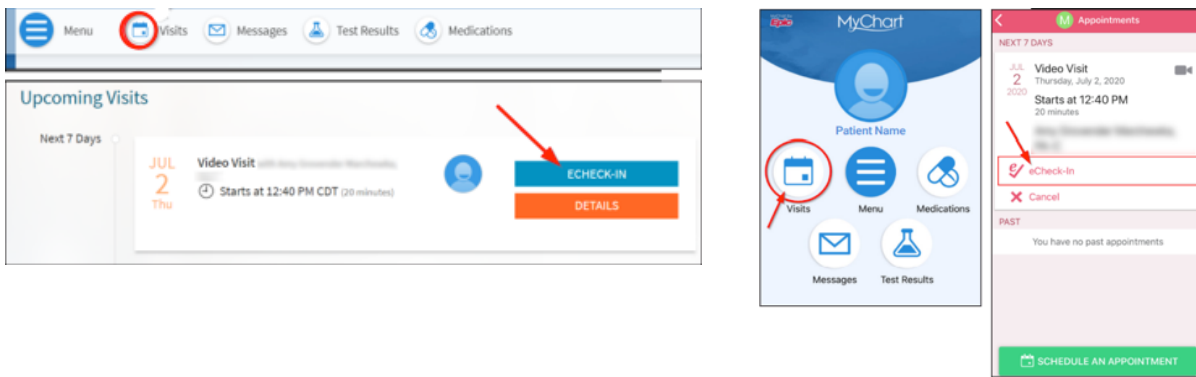 Menu Visits Messages Test Results Medications
Upcoming Visits
Next 7 Days
JUL
2
Thu
Video Visit
Starts at 12:40 PM CDT (20 minutes)
ECHECK-IN
DETAILS
Epic
MyChart
Patient Name
Visits Menu Medications
Messages Test Results
M Appointments
NEXT 7 DAYS
JUL
2
2020
Video Visit
Thursday, July 2, 2020
Starts at 12:40 PM
20 minutes
eCheck-In
Cancel
PAST
You have no past appointments
SCHEDULE AN APPOINTMENT